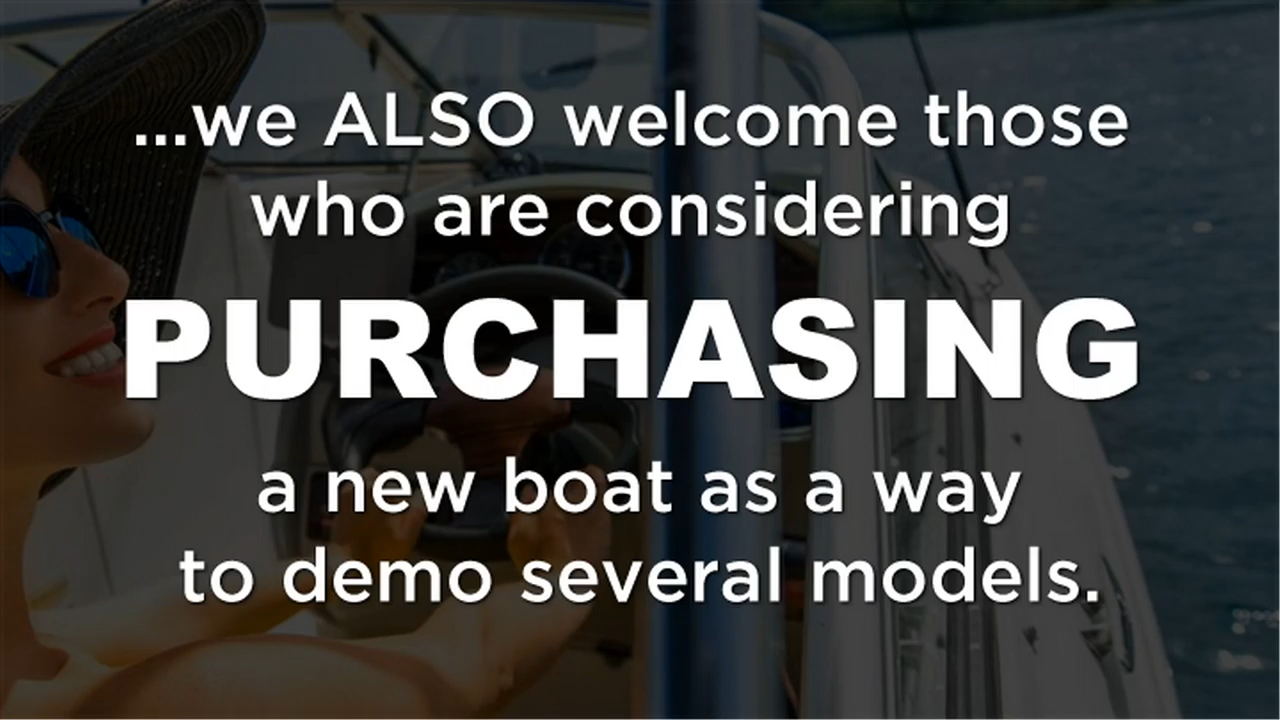 ...we ALSO welcome those
who are considering
PURCHASING
a new boat as a way
to demo several models.